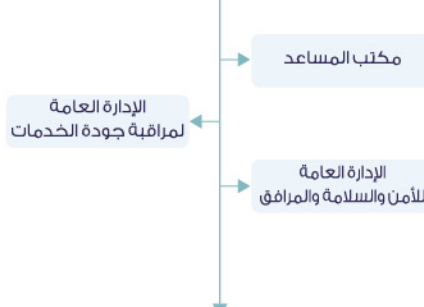 مكتب المساعد
الإدارة العامة
لمراقبة جودة الخدمات
الإدارة العامة
للأمن والسلامة والمرافق